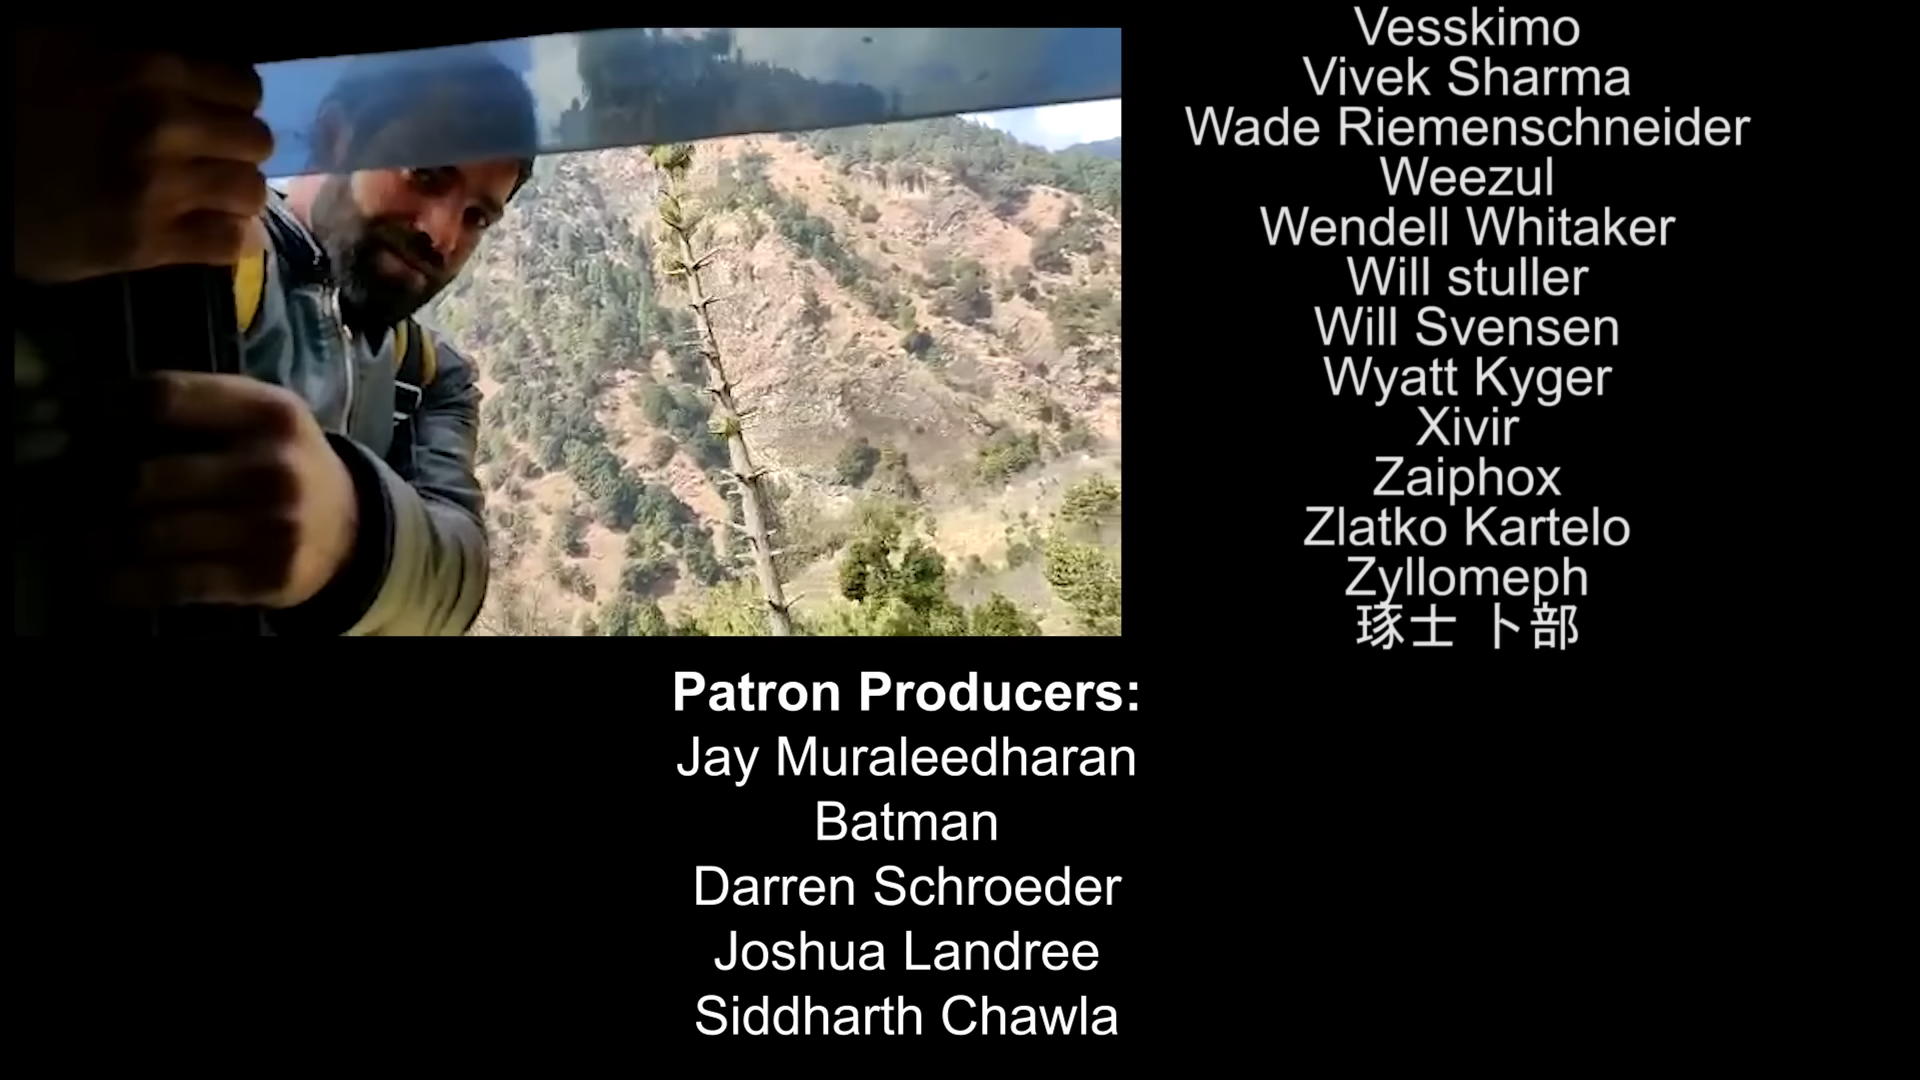 Vesskimo
Vivek Sharma
Wade Riemenschneider
Weezul
Wendell Whitaker
Will stuller
Will Svensen
Wyatt Kyger
Xivir
Zaiphox
Zlatko Kartelo
Zyllomeph
琢士 卜部
Patron Producers:
Jay Muraleedharan
Batman
Darren Schroeder
Joshua Landree
Siddharth Chawla